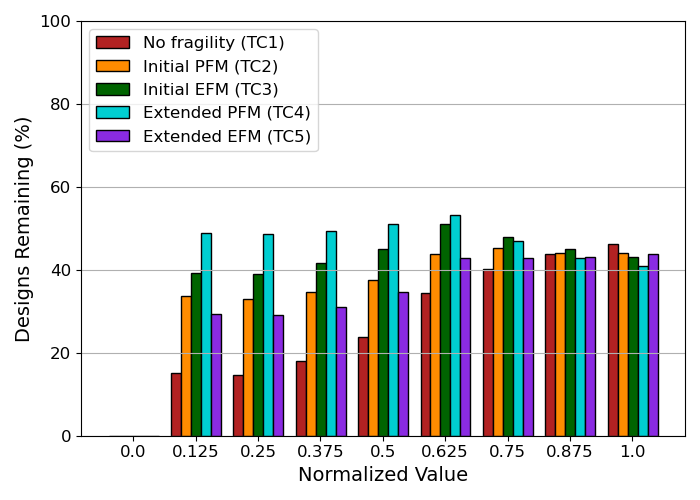 100
80
60
40
20
0
Designs Remaining (%)
No fragility (TC1)
Initial PFM (TC2)
Initial EFM (TC3)
Extended PFM (TC4)
Extended EFM (TC5)
0.0 0.125 0.25 0.375 0.5 0.625 0.75 0.875 1.0
Normalized Value